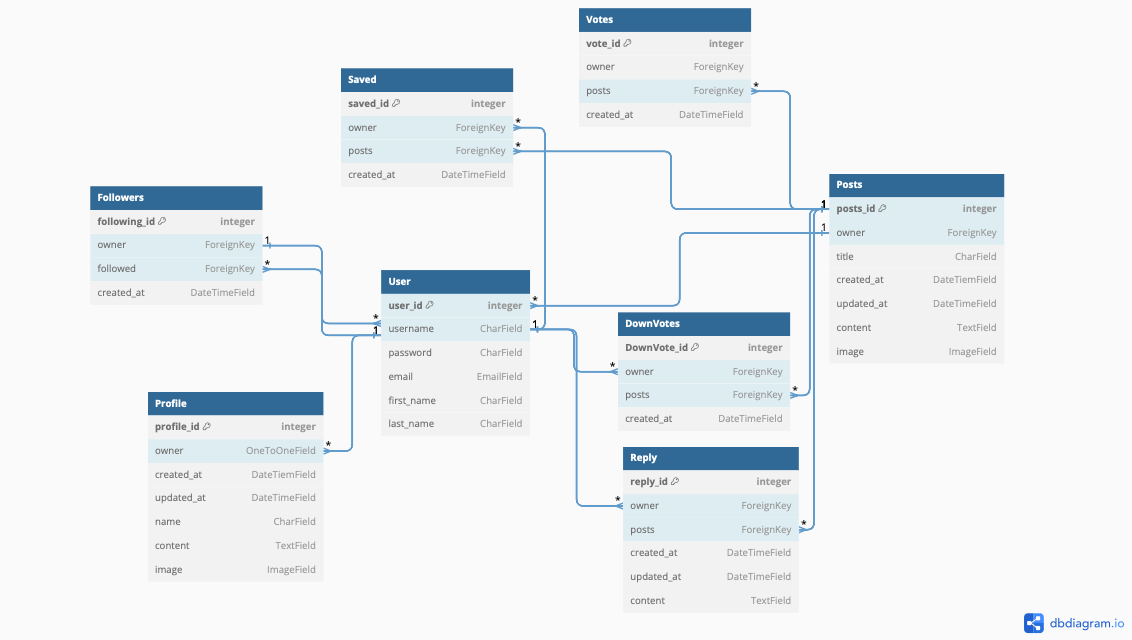 Votes
vote_id integer
owner ForeignKey
posts ForeignKey
created_at DateTimeField
*
Saved
saved_id integer
owner ForeignKey
posts ForeignKey
created_at DateTimeField
*
*
Followers
following_id integer
owner ForeignKey
followed ForeignKey
created_at DateTimeField
1
*
Posts
posts_id integer
owner ForeignKey
title CharField
created_at DateTiemField
updated_at DateTimeField
content TextField
image ImageField
1
1
User
user_id integer
username CharField
password CharField
email EmailField
first_name CharField
last_name CharField
*
1
*
1
DownVotes
DownVote_id integer
owner ForeignKey
posts ForeignKey
created_at DateTimeField
*
*
Profile
profile_id integer
owner OneToOneField
created_at DateTiemField
updated_at DateTimeField
name CharField
content TextField
image ImageField
*
Reply
reply_id integer
owner ForeignKey
posts ForeignKey
created_at DateTimeField
updated_at DateTimeField
content TextField
*
*
dbdiagram.io